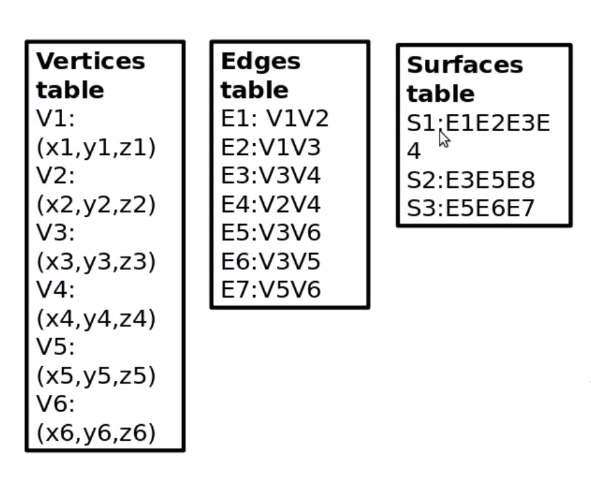 Vertices
table
V1:
(x1,y1,z1)
V2:
(x2,y2,z2)
V3:
(x3,y3,z3)
V4:
(x4,y4,z4)
V5:
(x5,y5,z5)
V6:
(x6,y6,z6)
Edges
table
E1: V1V2
E2:V1V3
E3:V3V4
E4:V2V4
E5:V3V6
E6:V3V5
E7:V5V6
Surfaces
table
S1:E1E2E3E
4
S2:E3E5E8
S3:E5E6E7